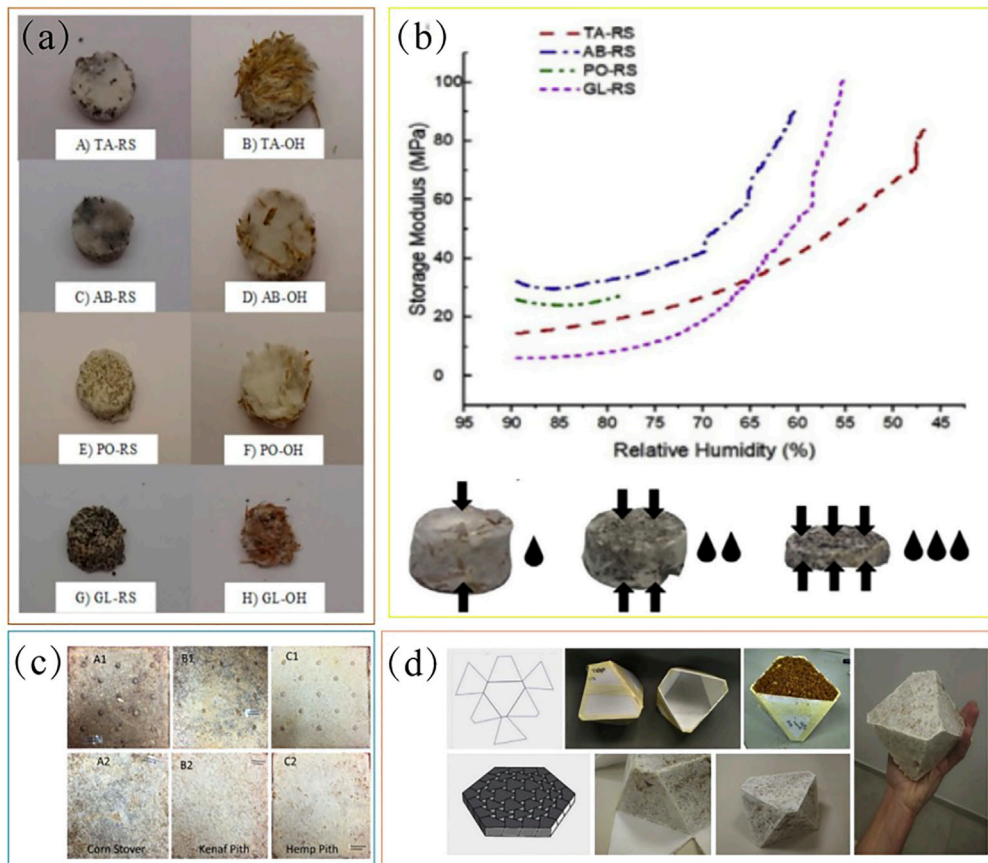 (a)
A) TA-RS
B) TA-OH
C) AB-RS
D) AB-OH
E) PO-RS
F) PO-OH
G) GL-RS
H) GL-OH
(b)
TA-RS
AB-RS
PO-RS
GL-RS
Storage Modulus (MPa)
100
80
60
40
20
0
95 90 85 80 75 70 65 60 55 50 45
Relative Humidity (%)
(c)
A1 B1 C1
A2 B2 C2
Corn Stover Kenaf Pith Hemp Pith
(d)